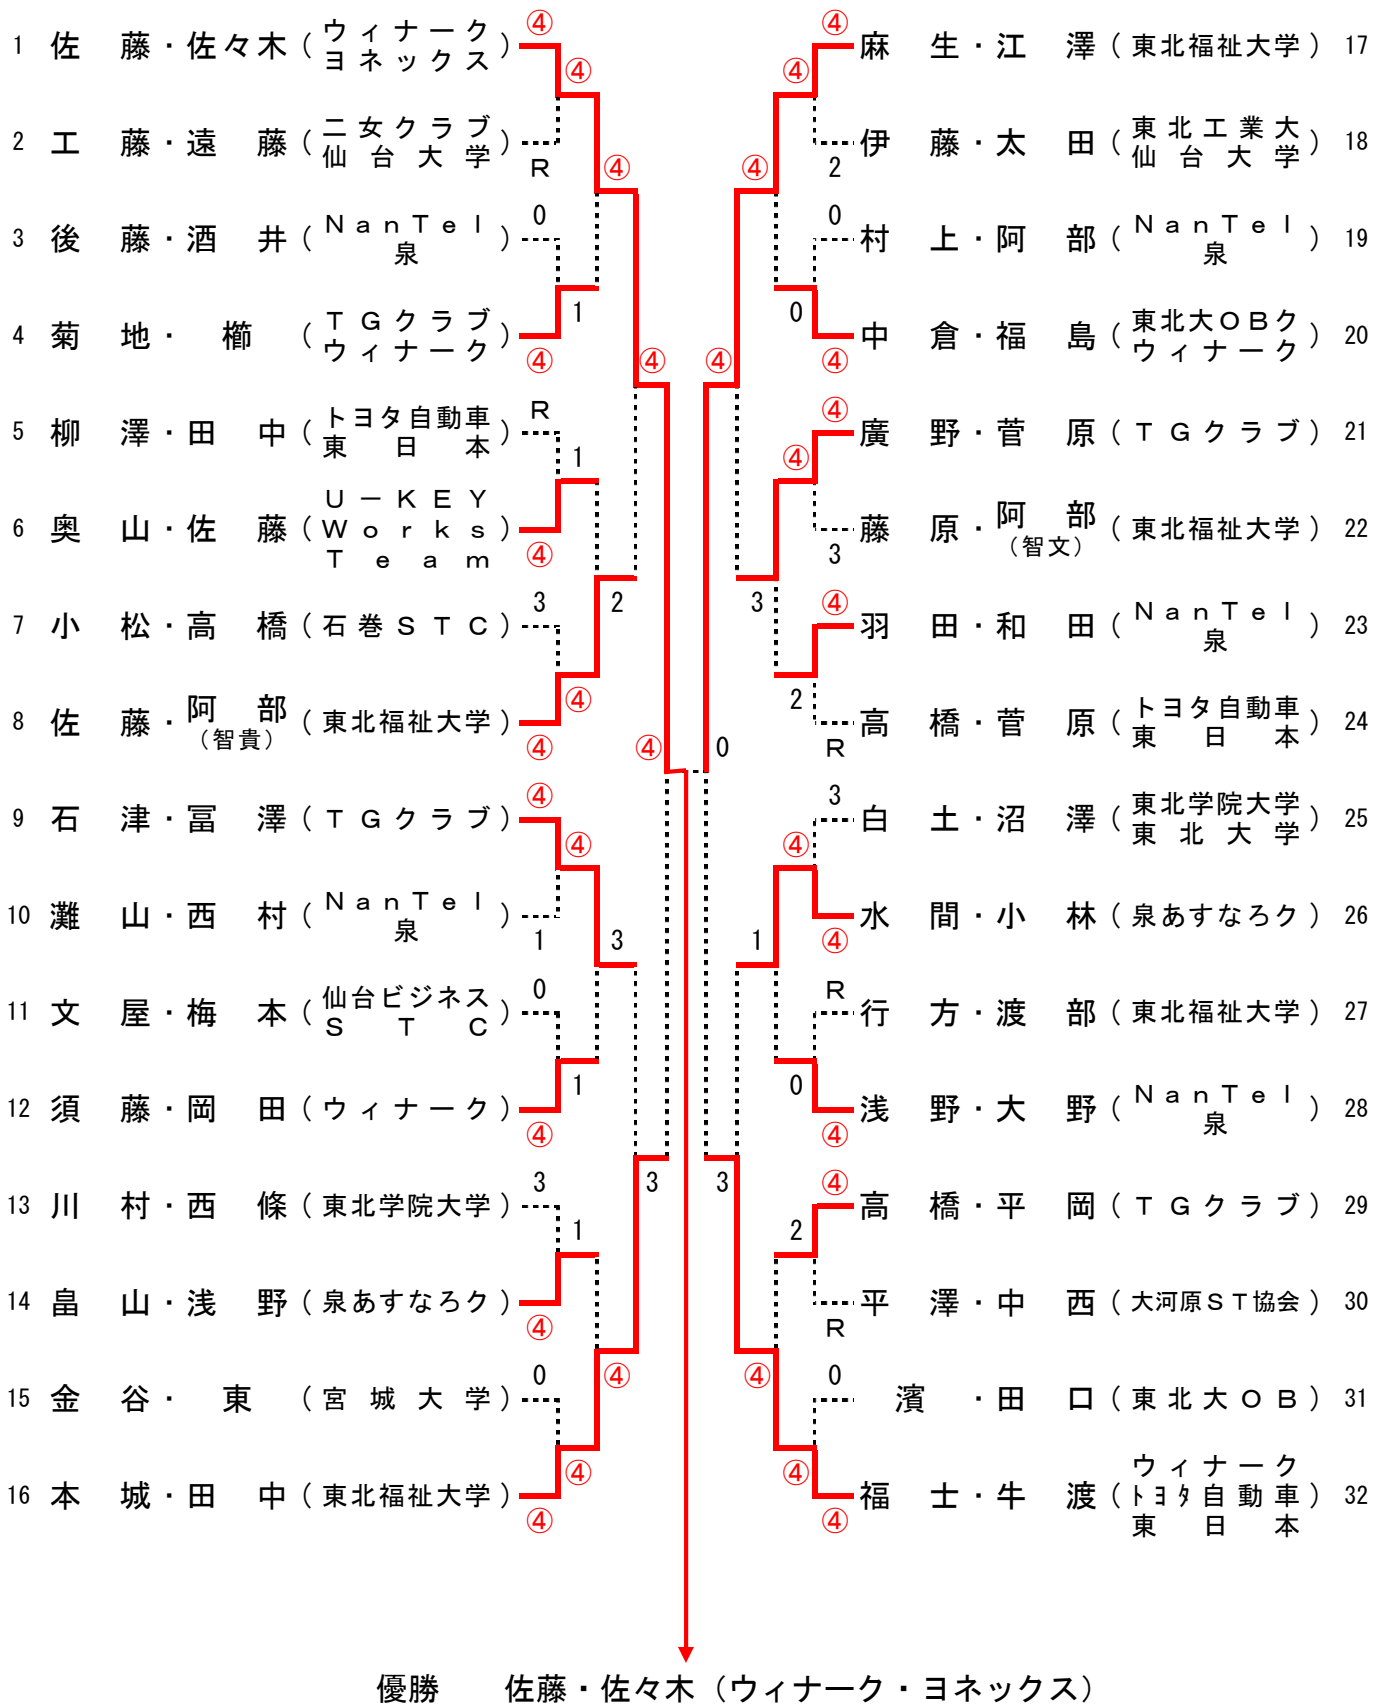 1 佐藤・佐々木（ウィナーク ヨネックス）④
④
2 工藤・遠藤（二女クラブ 仙台大学）R
④
3 後藤・酒井（NanTel 泉）0
1
4 菊地・櫛（TGクラブ ウィナーク）④
④
5 柳澤・田中（トヨタ自動車東日本）R
1
6 奥山・佐藤（U－KEY Works Team）④
2
7 小松・高橋（石巻STC）3
④
8 佐藤・阿部（智貴）（東北福祉大学）④
④
9 石津・冨澤（TGクラブ）④
④
10 灘山・西村（NanTel 泉）1
3
11 文屋・梅本（仙台ビジネスSTC）0
1
12 須藤・岡田（ウィナーク）④
3
13 川村・西條（東北学院大学）3
1
14 畠山・浅野（泉あすなろク）④
④
15 金谷・東（宮城大学）0
④
16 本城・田中（東北福祉大学）④
④ 麻生・江澤（東北福祉大学）17
④
2 伊藤・太田（東北工業大 仙台大学）18
④
0 村上・阿部（NanTel 泉）19
0
④ 中倉・福島（東北大OBク ウィナーク）20
④
④ 廣野・菅原（TGクラブ）21
④
3 藤原・阿部（智文）（東北福祉大学）22
3
④ 羽田・和田（NanTel 泉）23
2
R 高橋・菅原（トヨタ自動車東日本）24
0
3 白土・沼澤（東北学院大学 東北大学）25
④
④ 水間・小林（泉あすなろク）26
1
R 行方・渡部（東北福祉大学）27
0
④ 浅野・大野（NanTel 泉）28
3
④ 高橋・平岡（TGクラブ）29
2
R 平澤・中西（大河原ST協会）30
④
0 濱・田口（東北大OB）31
④
④ 福士・牛渡（ウィナーク トヨタ自動車東日本）32
優勝 佐藤・佐々木（ウィナーク・ヨネックス）